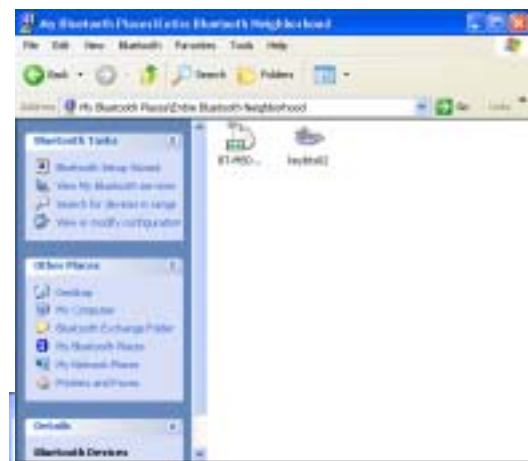 My Bluetooth Places\Entire Bluetooth Neighborhood
File Edit View Bluetooth Favorites Tools Help
Back Search Folders
Address My Bluetooth Places\Entire Bluetooth Neighborhood Go Links
Bluetooth Tasks
Bluetooth Setup Wizard
View My Bluetooth services
Search for devices in range
View or modify configuration
Other Places
Desktop
My Computer
Bluetooth Exchange Folder
My Bluetooth Places
My Network Places
Printers and Faxes
Details
Bluetooth Devices